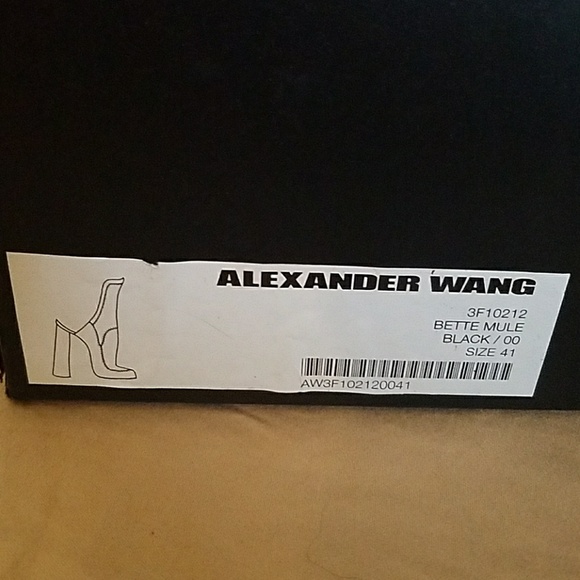 ALEXANDER WANG
3F10212
BETTE MULE
BLACK / 00
SIZE 41
AW3F102120041